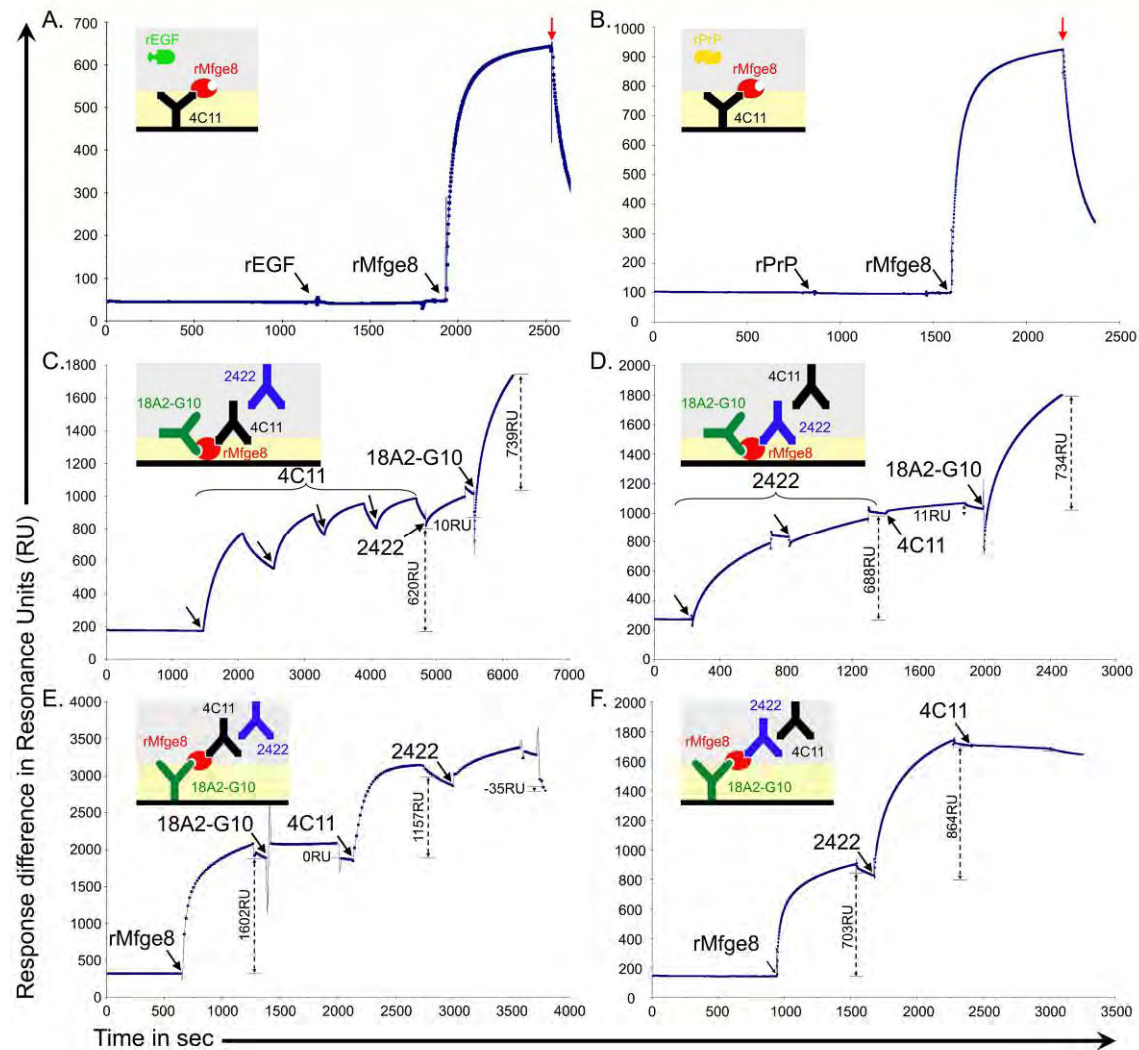 Response difference in Resonance Units (RU)
A.
700
600
500
400
300
200
100
0
0 500 1000 1500 2000 2500
rEGF
rMfge8
4C11
rEGF
rMfge8
B.
1000
900
800
700
600
500
400
300
200
100
0
0 500 1000 1500 2000 2500
rPrP
rMfge8
4C11
rPrP
rMfge8
C.
1800
1600
1400
1200
1000
800
600
400
200
0
0 1000 2000 3000 4000 5000 6000 7000
2422
18A2-G10
4C11
rMfge8
4C11
18A2-G10
2422
10RU
620RU
739RU
D.
2000
1800
1600
1400
1200
1000
800
600
400
200
0
0 400 800 1200 1600 2000 2400 2800 3000
4C11
18A2-G10
2422
rMfge8
2422
18A2-G10
4C11
11RU
688RU
734RU
E.
4000
3500
3000
2500
2000
1500
1000
500
0
0 500 1000 1500 2000 2500 3000 3500 4000
4C11
rMfge8
2422
18A2-G10
rMfge8
18A2-G10
4C11
2422
1602RU
0RU
1157RU
-35RU
F.
2000
1800
1600
1400
1200
1000
800
600
400
200
0
0 500 1000 1500 2000 2500 3000 3500
2422
rMfge8
4C11
18A2-G10
rMfge8
2422
4C11
703RU
864RU
Time in sec